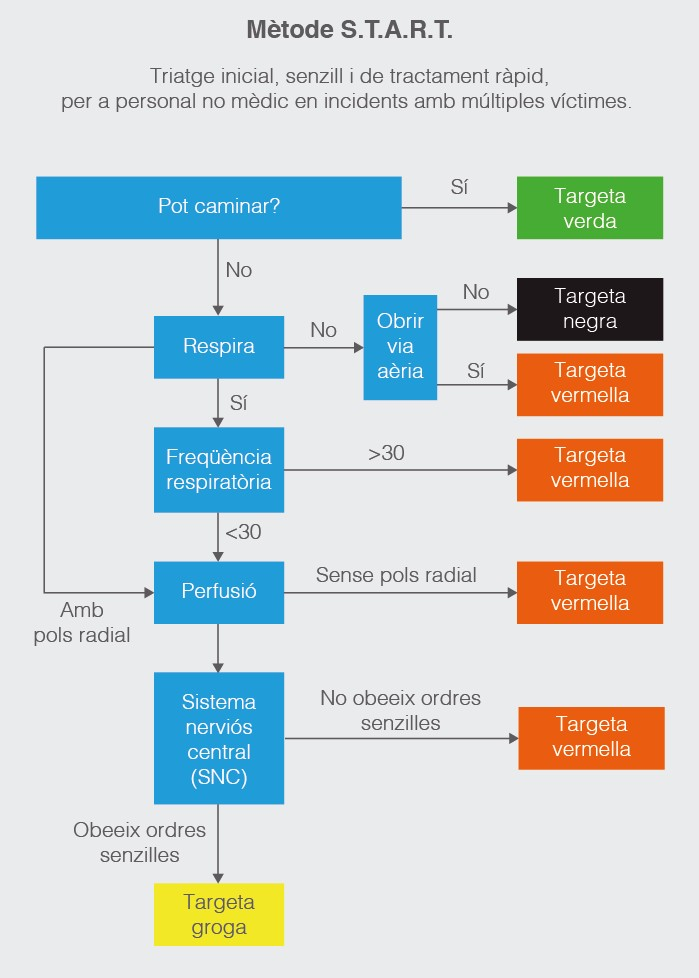 Mètode S.T.A.R.T.
Triatge inicial, senzill i de tractament ràpid,
per a personal no mèdic en incidents amb múltiples víctimes.
Pot caminar?
Sí
Targeta
verda
No
Respira
No
Obrir
via
aèria
No
Targeta
negra
Sí
Targeta
vermella
Sí
Freqüència
respiratòria
>30
Targeta
vermella
<30
Perfusió
Sense pols radial
Targeta
vermella
Amb
pols radial
Sistema
nerviós
central
(SNC)
No obeeix ordres
senzilles
Targeta
vermella
Obeeix ordres
senzilles
Targeta
groga